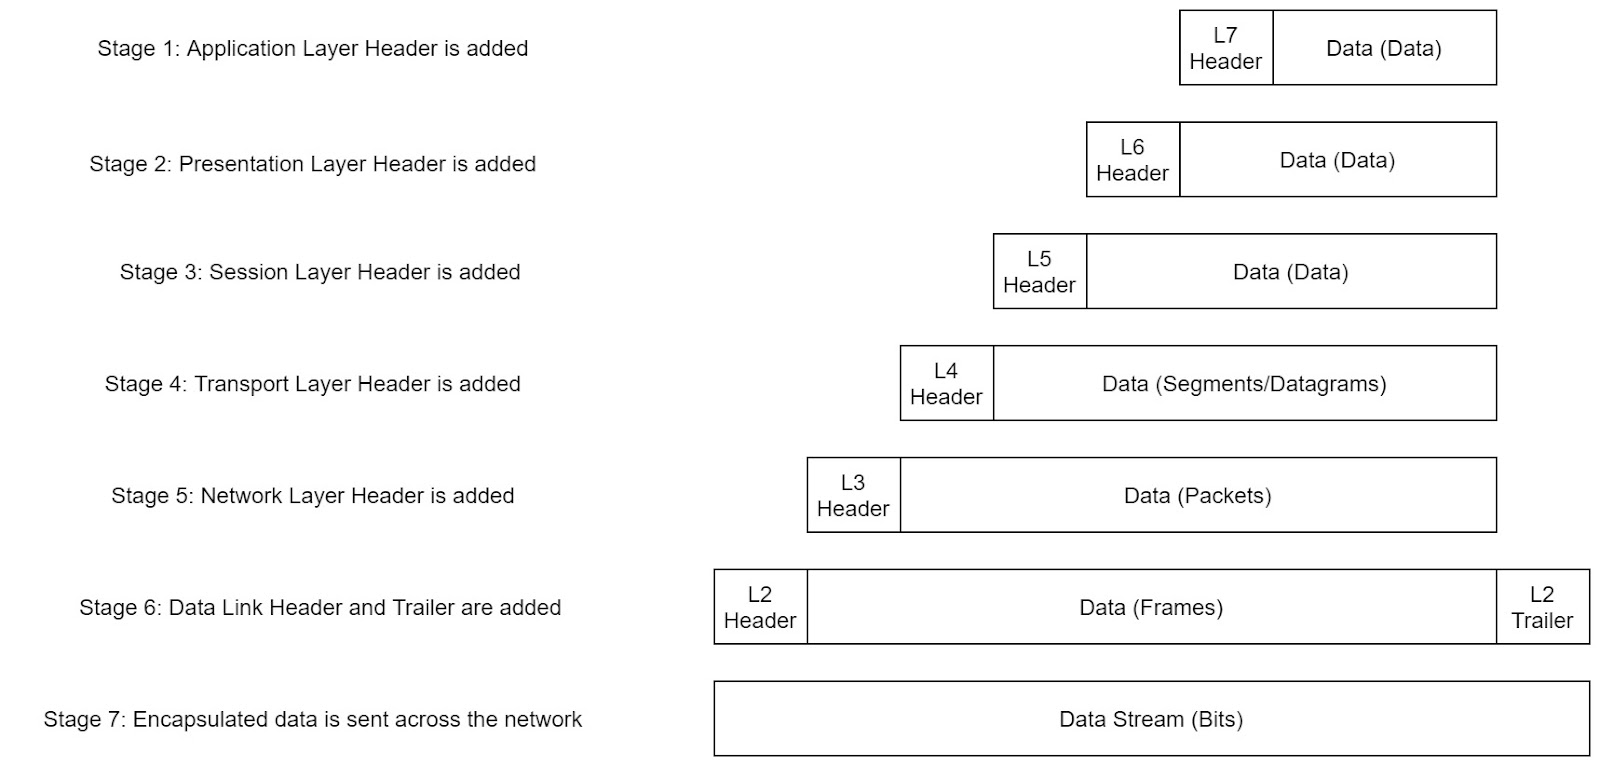 Stage 1: Application Layer Header is added
L7
Header
Data (Data)
Stage 2: Presentation Layer Header is added
L6
Header
Data (Data)
Stage 3: Session Layer Header is added
L5
Header
Data (Data)
Stage 4: Transport Layer Header is added
L4
Header
Data (Segments/Datagrams)
Stage 5: Network Layer Header is added
L3
Header
Data (Packets)
Stage 6: Data Link Header and Trailer are added
L2
Header
Data (Frames)
L2
Trailer
Stage 7: Encapsulated data is sent across the network
Data Stream (Bits)